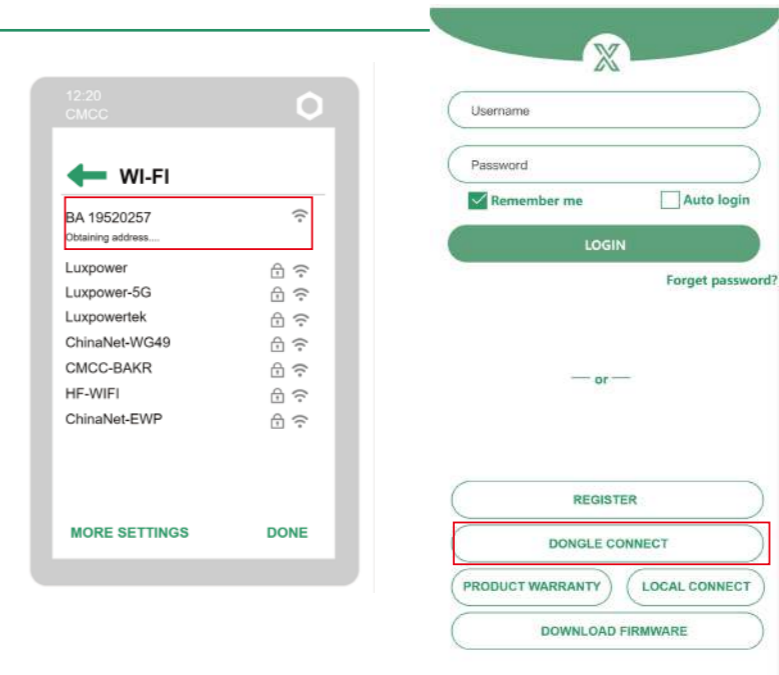 12:20
CMCC
WI-FI
BA 19520257
Obtaining address....
Luxpower
Luxpower-5G
Luxpowertek
ChinaNet-WG49
CMCC-BAKR
HF-WIFI
ChinaNet-EWP
MORE SETTINGS DONE
Username
Password
Remember me Auto login
LOGIN
Forget password?
or
REGISTER
DONGLE CONNECT
PRODUCT WARRANTY LOCAL CONNECT
DOWNLOAD FIRMWARE